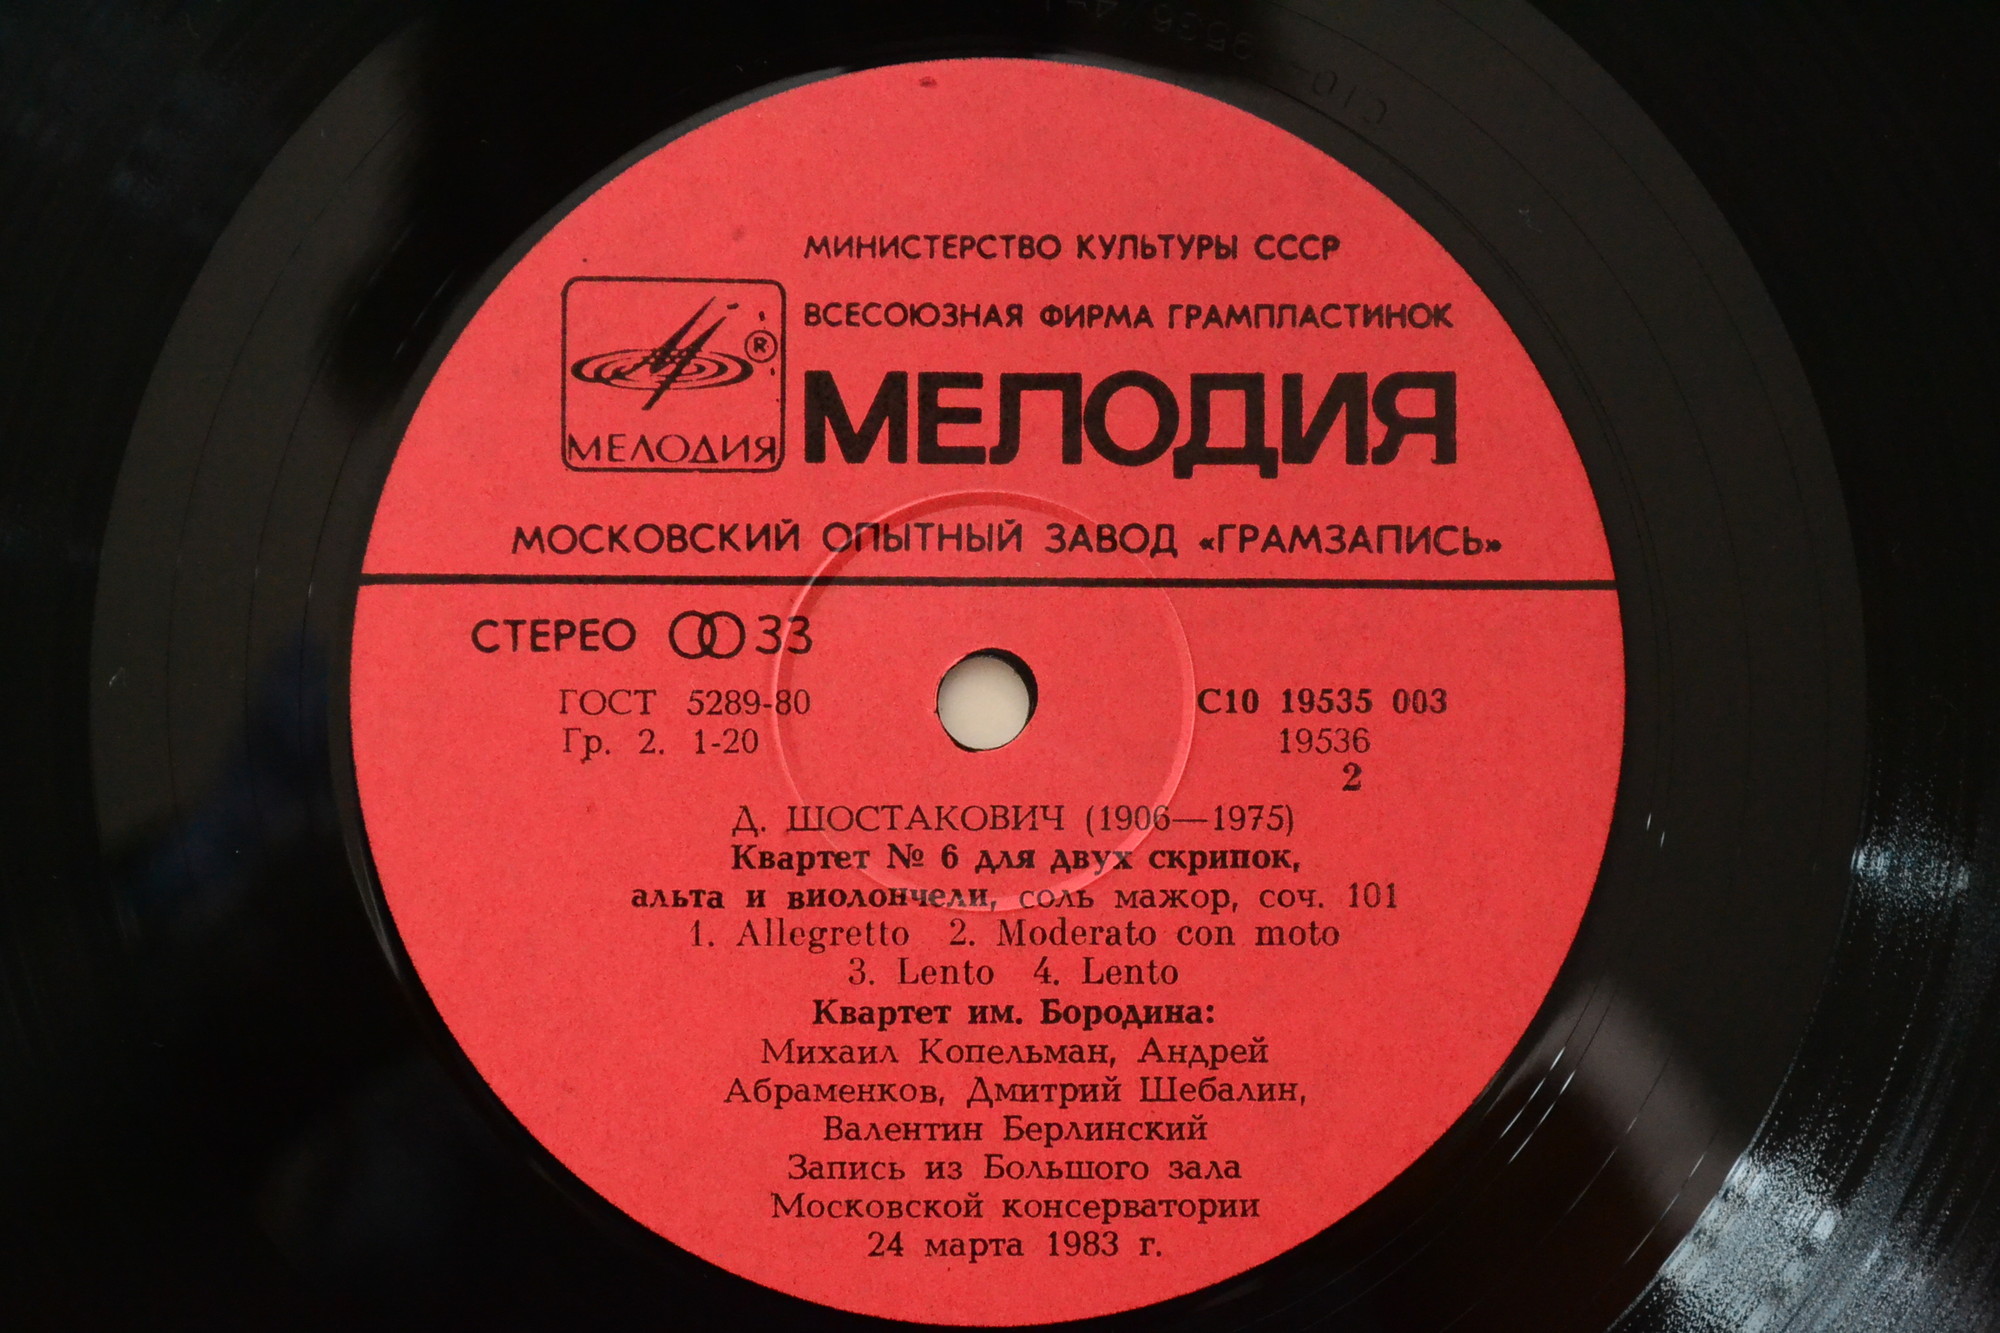 МИНИСТЕРСТВО КУЛЬТУРЫ СССР
ВСЕСОЮЗНАЯ ФИРМА ГРАМПЛАСТИНОК
®
МЕЛОДИЯ
МЕЛОДИЯ
МОСКОВСКИЙ ОПЫТНЫЙ ЗАВОД «ГРАМЗАПИСЬ»
СТЕРЕО 33
ГОСТ 5289-80
С10 19535 003
Гр. 2. 1-20
19536
2
Д. ШОСТАКОВИЧ (1906—1975)
Квартет № 6 для двух скрипок,
альта и виолончели, соль мажор, соч. 101
1. Allegretto 2. Moderato con moto
3. Lento 4. Lento
Квартет им. Бородина:
Михаил Копельман, Андрей
Абраменков, Дмитрий Шебалин,
Валентин Берлинский
Запись из Большого зала
Московской консерватории
24 марта 1983 г.